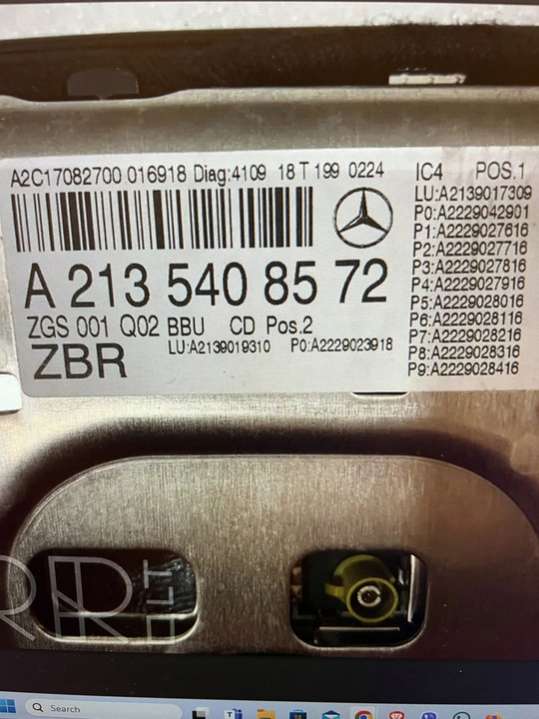 A2C17082700 016918 Diag:4109 18 T 199 0224
A 213 540 85 72
ZGS 001 Q02 BBU CD Pos.2
ZBR
LU:A2139019310 P0:A2229023918
IC4 POS.1
LU:A2139017309
P0:A2229042901
P1:A2229027616
P2:A2229027716
P3:A2229027816
P4:A2229027916
P5:A2229028016
P6:A2229028116
P7:A2229028216
P8:A2229028316
P9:A2229028416
Search